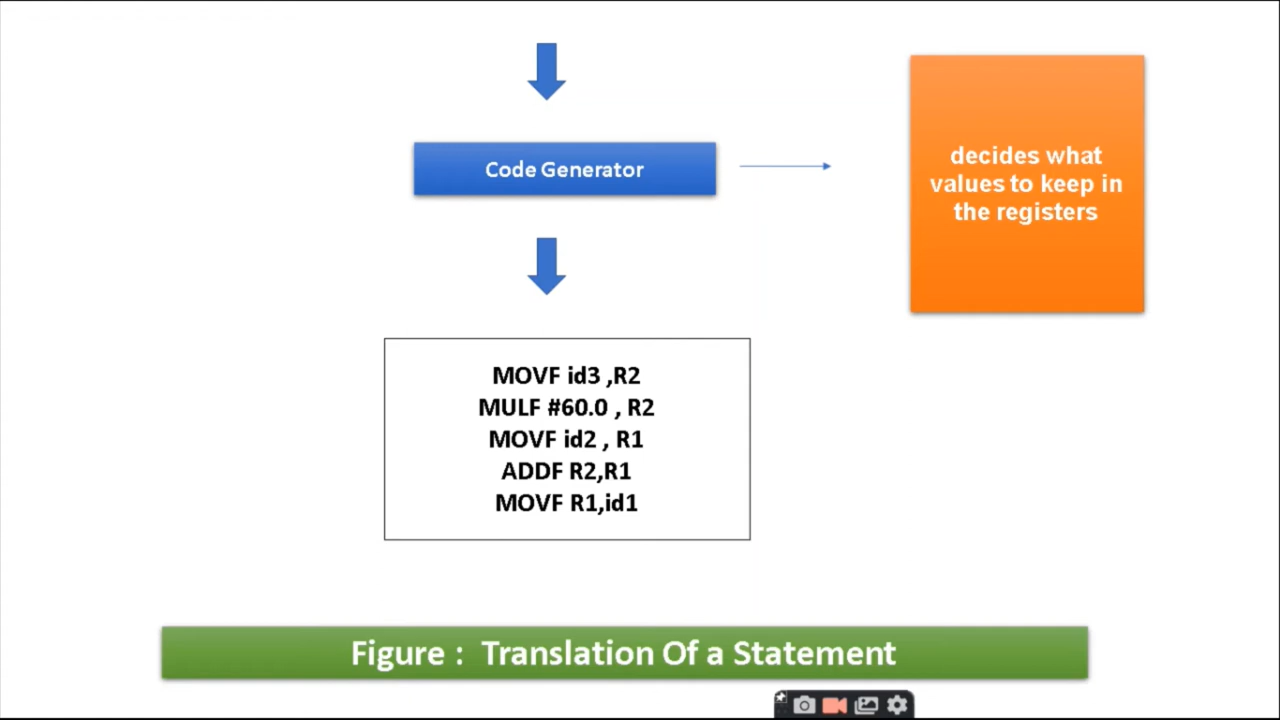 Code Generator
decides what
values to keep in
the registers
MOVF id3 ,R2
MULF #60.0 , R2
MOVF id2 , R1
ADDF R2,R1
MOVF R1,id1
Figure : Translation Of a Statement